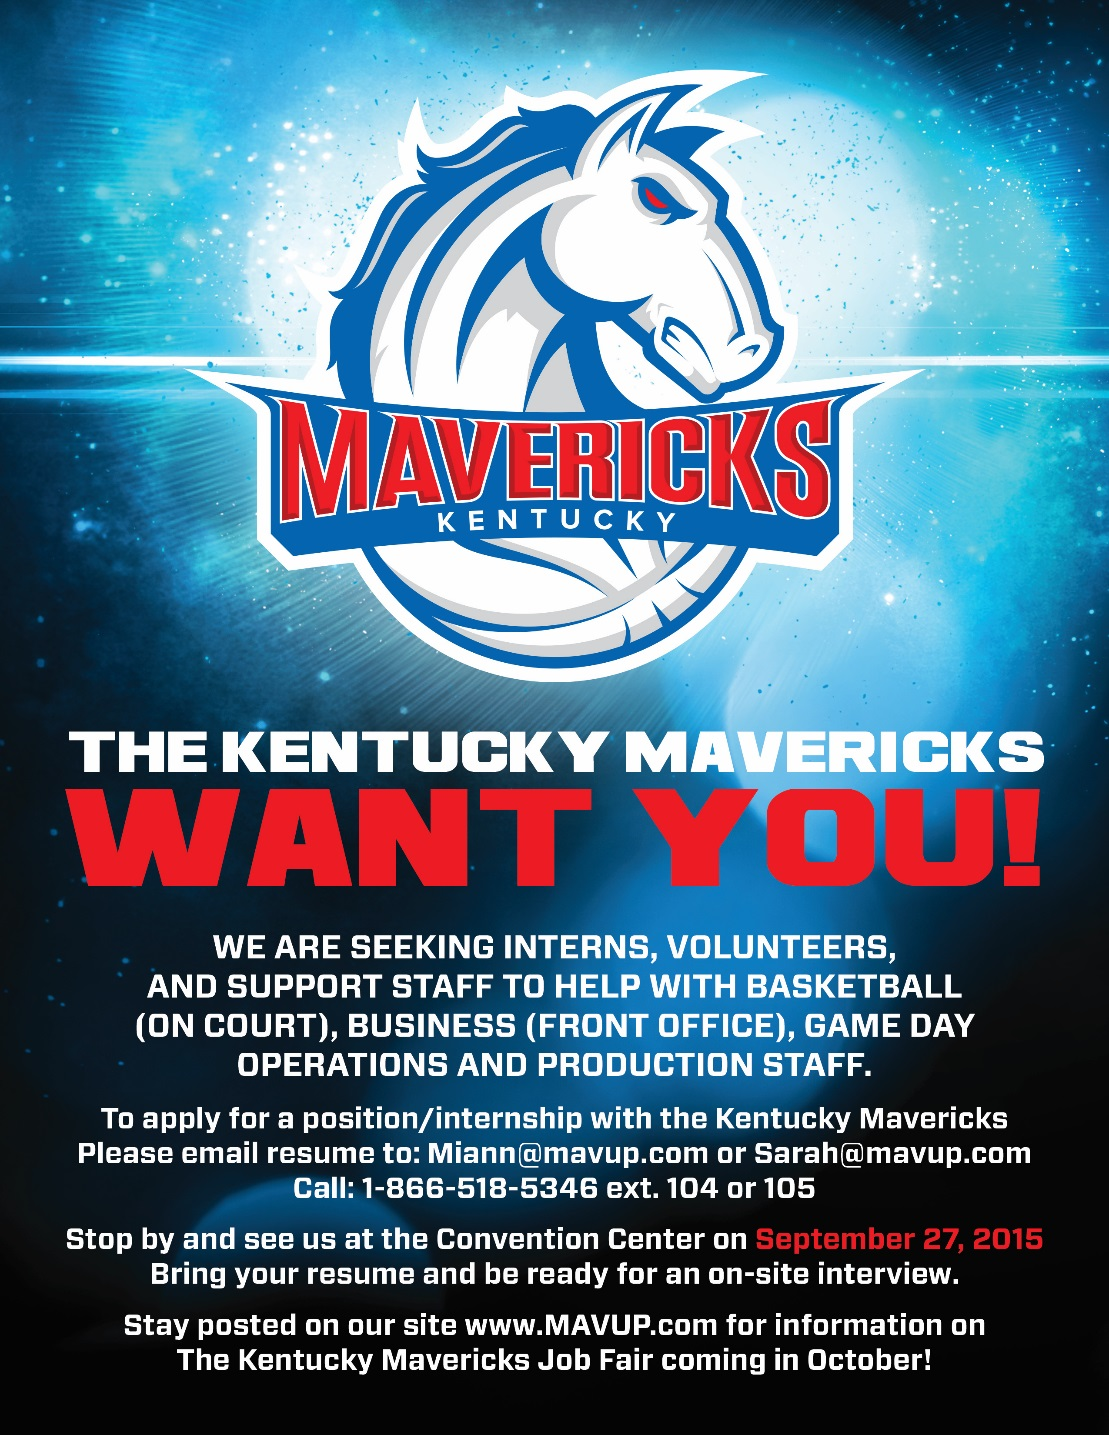 MAVERICKS
KENTUCKY
THE KENTUCKY MAVERICKS
WANT YOU!
WE ARE SEEKING INTERNS, VOLUNTEERS,
AND SUPPORT STAFF TO HELP WITH BASKETBALL
(ON COURT), BUSINESS (FRONT OFFICE), GAME DAY
OPERATIONS AND PRODUCTION STAFF.
To apply for a position/internship with the Kentucky Mavericks
Please email resume to: Miann@mavup.com or Sarah@mavup.com
Call: 1-866-518-5346 ext. 104 or 105
Stop by and see us at the Convention Center on September 27, 2015
Bring your resume and be ready for an on-site interview.
Stay posted on our site www.MAVUP.com for information on
The Kentucky Mavericks Job Fair coming in October!